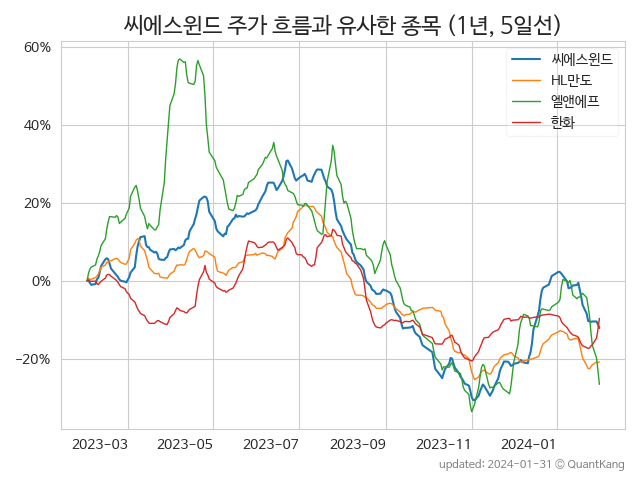 씨에스윈드 주가 흐름과 유사한 종목 (1년, 5일선)
60%
40%
20%
0%
−20%
씨에스윈드
HL만도
엘앤에프
한화
2023-03 2023-05 2023-07 2023-09 2023-11 2024-01
updated: 2024-01-31 © QuantKang